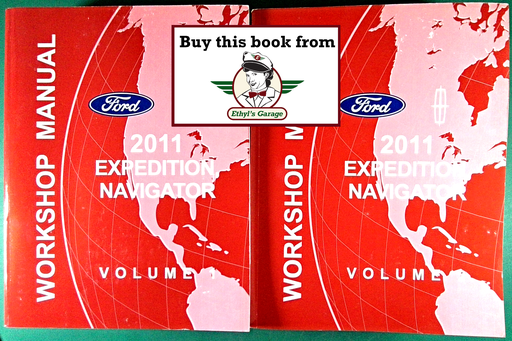 WORKSHOP MANUAL
Ford
2011
EXPEDITION
NAVIGATOR
VOLUME 1
Buy this book from
Ethyl's Garage
WORKSHOP M
Ford
2011
EXPEDITION
NAVIGATOR
VOLUME